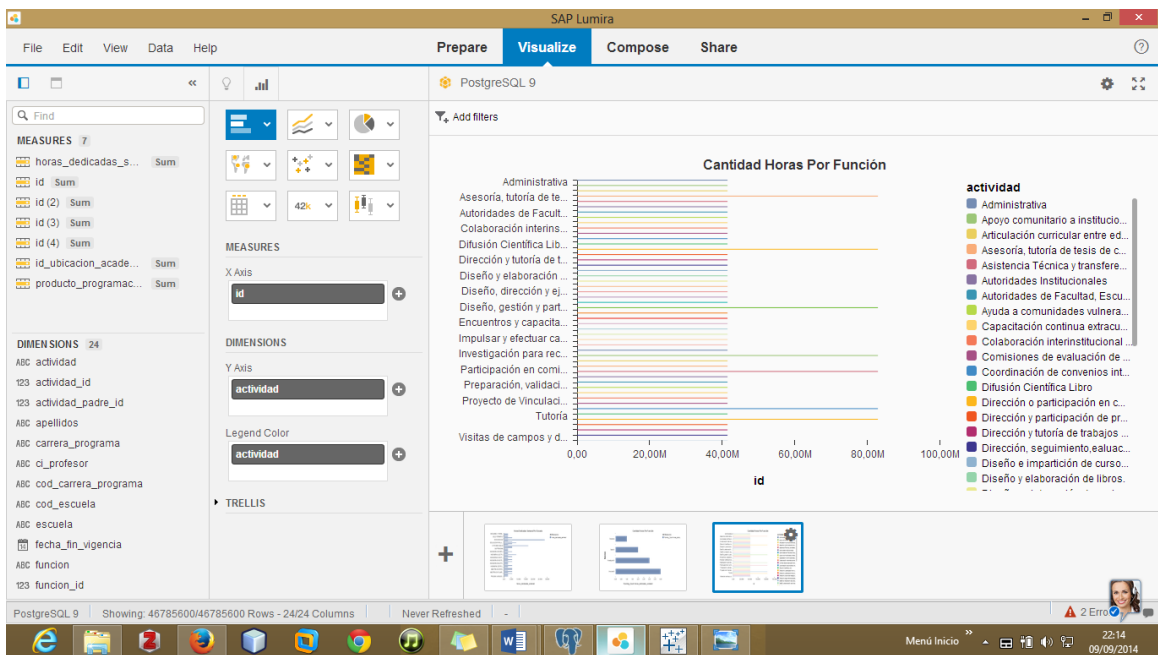 SAP Lumira
File Edit View Data Help
Prepare Visualize Compose Share
PostgreSQL 9
Find
Add filters
MEASURES 7
horas_dedicadas_s... Sum
id Sum
id (2) Sum
id (3) Sum
id (4) Sum
id_ubicacion_acade... Sum
producto_programac... Sum
DIMENSIONS 24
ABC actividad
123 actividad_id
123 actividad_padre_id
ABC apellidos
ABC carrera_programa
ABC ci_profesor
ABC cod_carrera_programa
ABC cod_escuela
ABC escuela
fecha_fin_vigencia
ABC funcion
123 funcion_id
42k
MEASURES
X Axis
id
DIMENSIONS
Y Axis
actividad
Legend Color
actividad
TRELLIS
Cantidad Horas Por Función
Administrativa
Asesoría, tutoría de te...
Autoridades de Facult...
Colaboración interins...
Difusión Científica Lib...
Dirección y tutoría de t...
Diseño y elaboración ...
Diseño, dirección y ej...
Diseño, gestión y part...
Encuentros y capacita...
Impulsar y efectuar ca...
Investigación para rec...
Participación en comi...
Preparación, validaci...
Proyecto de Vinculaci...
Tutoría
Visitas de campos y d...
0,00 20,00M 40,00M 60,00M 80,00M 100,00M
id
actividad
Administrativa
Apoyo comunitario a institucio...
Articulación curricular entre ed...
Asesoría, tutoría de tesis de c...
Asistencia Técnica y transfere...
Autoridades Institucionales
Autoridades de Facultad, Escu...
Ayuda a comunidades vulnera...
Capacitación continua extracu...
Colaboración interinstitucional ...
Comisiones de evaluación de ...
Coordinación de convenios int...
Difusión Científica Libro
Dirección o participación en c...
Dirección y participación de pr...
Dirección y tutoría de trabajos ...
Dirección, seguimiento,ealuac...
Diseño e impartición de curso...
Diseño y elaboración de libros.
PostgreSQL 9 Showing: 46785600/46785600 Rows - 24/24 Columns Never Refreshed - 2 Erro
Menú Inicio 22:14
09/09/2014